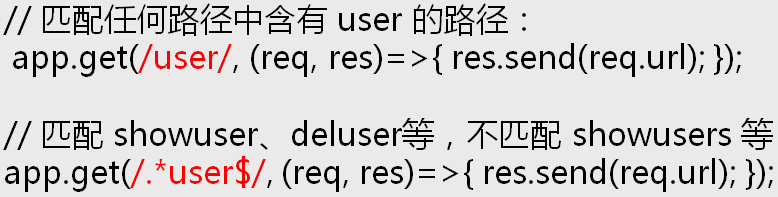 // 匹配任何路径中含有 user 的路径：
app.get(/user/, (req, res)=>{ res.send(req.url); });
// 匹配 showuser、deluser等，不匹配 showusers 等
app.get(/.*user$/, (req, res)=>{ res.send(req.url); });